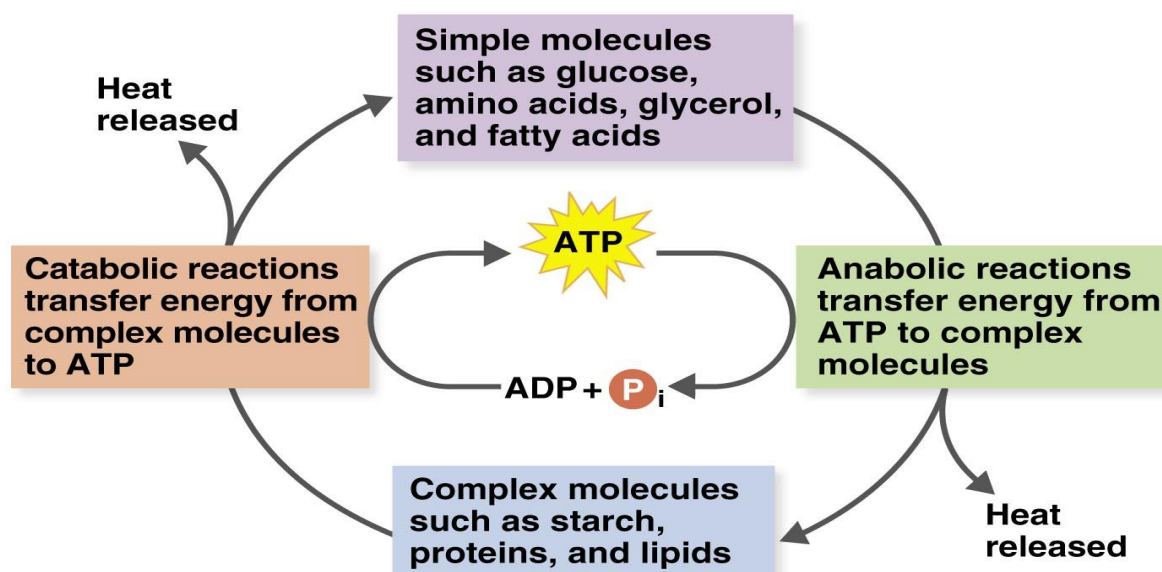 Simple molecules
such as glucose,
amino acids, glycerol,
and fatty acids
Heat
released
ATP
Catabolic reactions
transfer energy from
complex molecules
to ATP
Anabolic reactions
transfer energy from
ATP to complex
molecules
ADP + P i
Complex molecules
such as starch,
proteins, and lipids
Heat
released